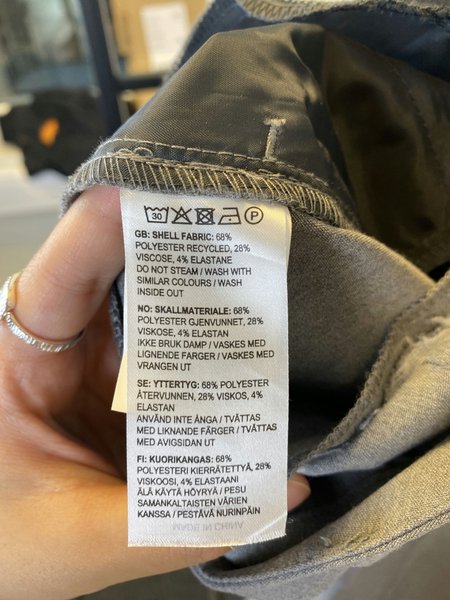 30 P
GB: SHELL FABRIC: 68%
POLYESTER RECYCLED, 28%
VISCOSE, 4% ELASTANE
DO NOT STEAM / WASH WITH
SIMILAR COLOURS / WASH
INSIDE OUT
NO: SKALLMATERIALE: 68%
POLYESTER GJENVUNNET, 28%
VISKOSE, 4% ELASTAN
IKKE BRUK DAMP / VASKES MED
LIGNENDE FARGER / VASKES MED
VRANGEN UT
SE: YTTERTYG: 68% POLYESTER
ÅTERVUNNEN, 28% VISKOS, 4%
ELASTAN
ANVÄND INTE ÅNGA / TVÄTTAS
MED LIKNANDE FÄRGER / TVÄTTAS
MED AVIGSIDAN UT
FI: KUORIKANGAS: 68%
POLYESTERI KIERRÄTETTYÄ, 28%
VISKOOSI, 4% ELASTAANI
ÄLÄ KÄYTÄ HÖYRYÄ / PESU
SAMANKALTAISTEN VÄRIEN
KANSSA / PESTÄVÄ NURINPÄIN
MADE IN CHINA